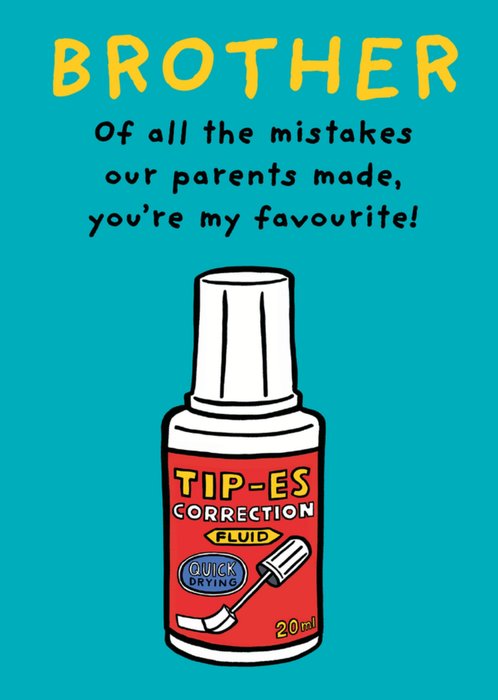 BROTHER
Of all the mistakes
our parents made,
you're my favourite!
TIP-ES
CORRECTION
FLUID
QUICK
DRYING
20ml